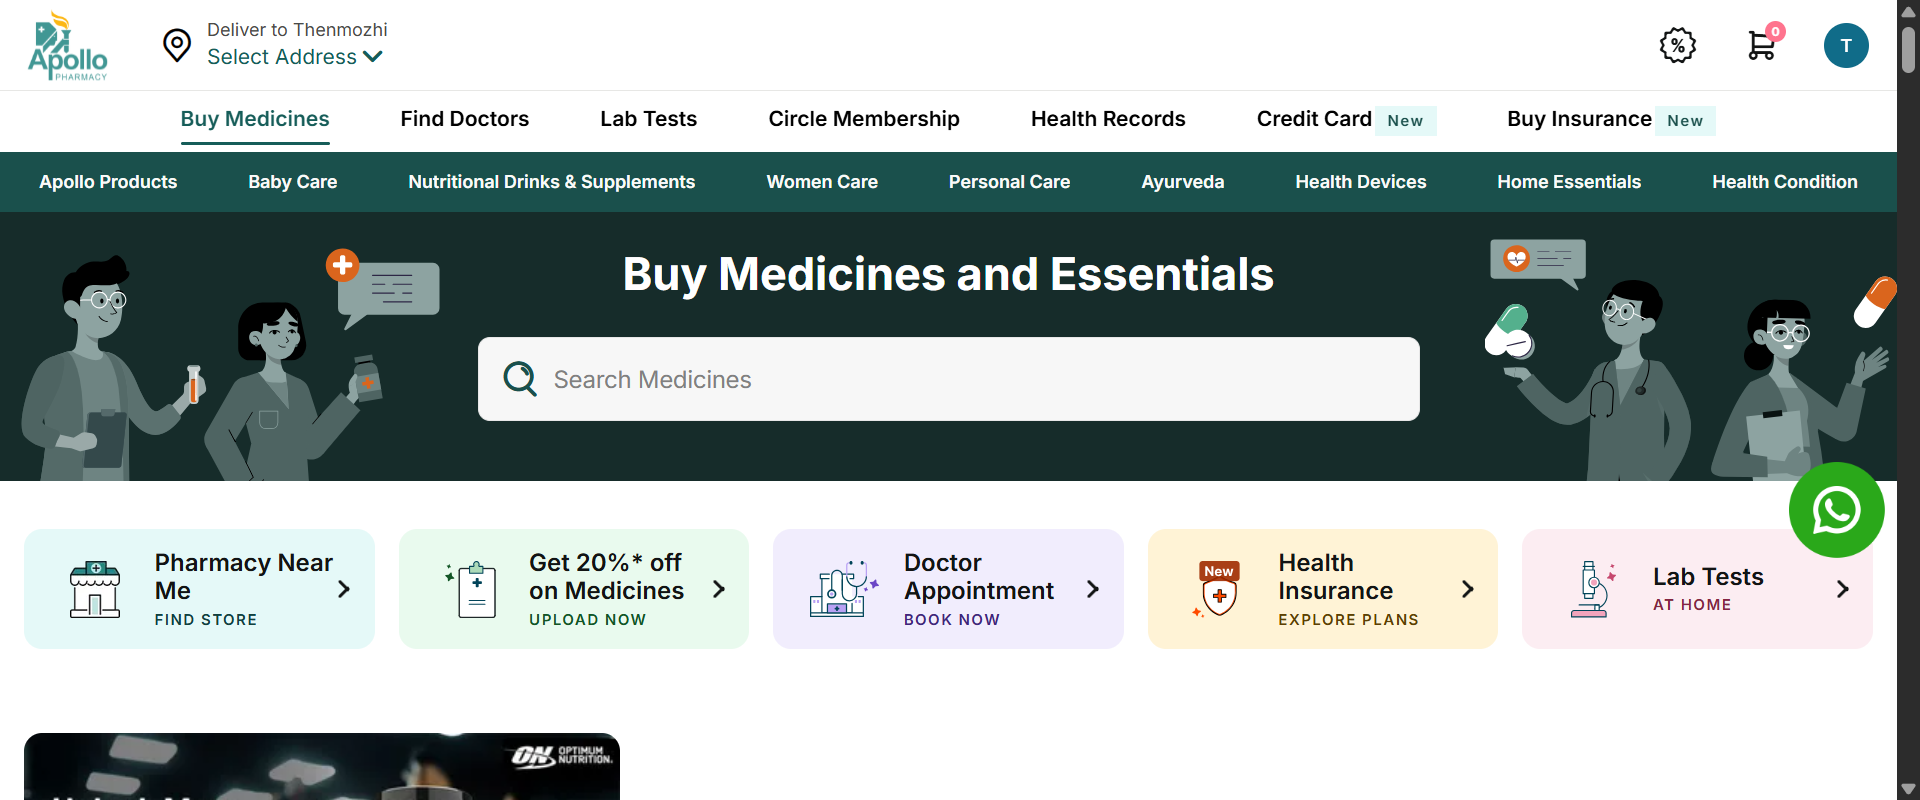 Apollo
PHARMACY
Deliver to Thenmozhi
Select Address
0
T
Buy Medicines
Find Doctors
Lab Tests
Circle Membership
Health Records
Credit Card New
Buy Insurance New
Apollo Products
Baby Care
Nutritional Drinks & Supplements
Women Care
Personal Care
Ayurveda
Health Devices
Home Essentials
Health Condition
Buy Medicines and Essentials
Search Medicines
Pharmacy Near
Me
FIND STORE
Get 20%* off
on Medicines
UPLOAD NOW
Doctor
Appointment
BOOK NOW
New
Health
Insurance
EXPLORE PLANS
Lab Tests
AT HOME
ON OPTIMUM
NUTRITION.